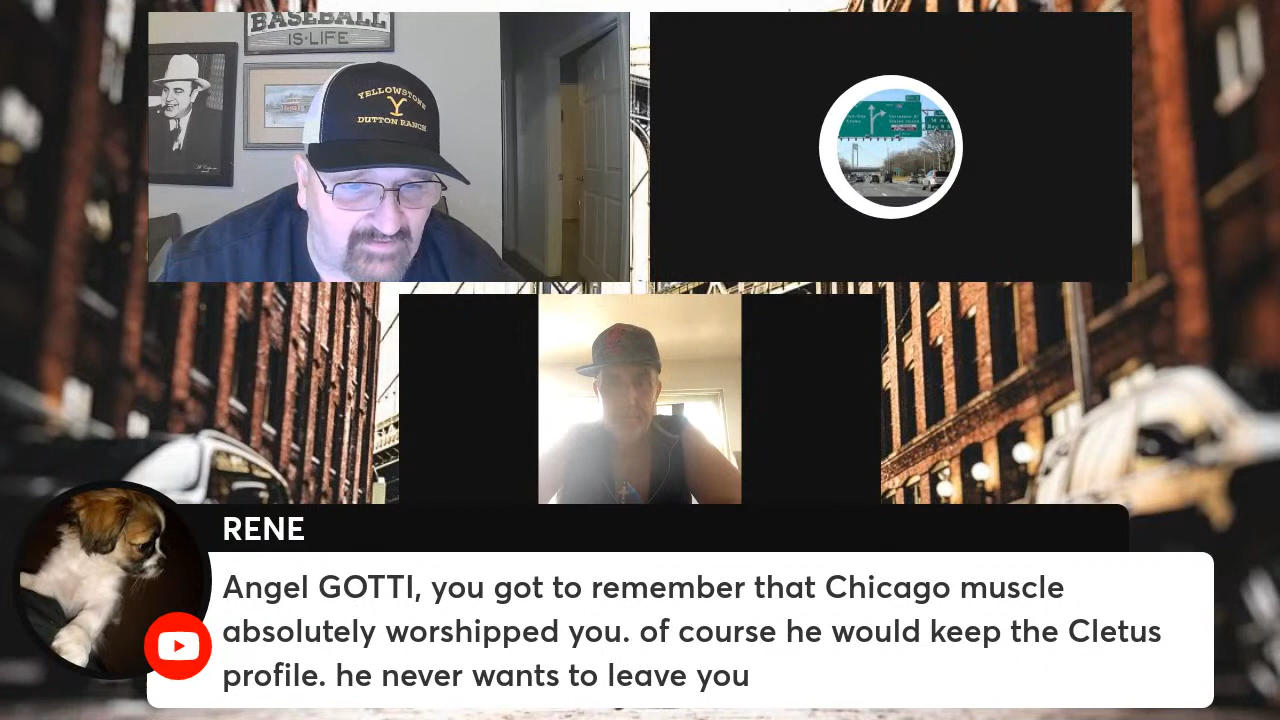 BASEBALL
IS·LIFE
YELLOWSTONE
Y
DUTTON RANCH
RENE
Angel GOTTI, you got to remember that Chicago muscle
absolutely worshipped you. of course he would keep the Cletus
profile. he never wants to leave you